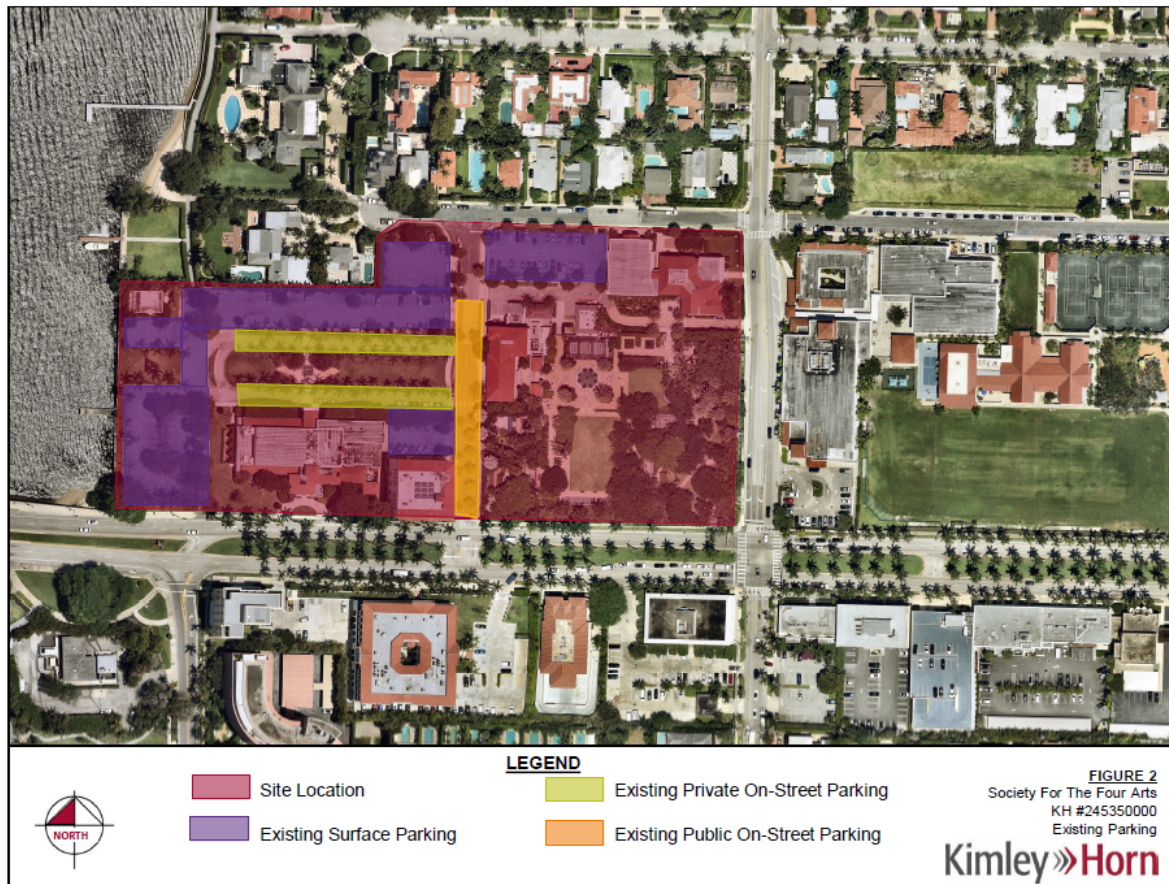 LEGEND
Site Location
Existing Surface Parking
Existing Private On-Street Parking
Existing Public On-Street Parking
NORTH
FIGURE 2
Society For The Four Arts
KH #245350000
Existing Parking
Kimley»Horn